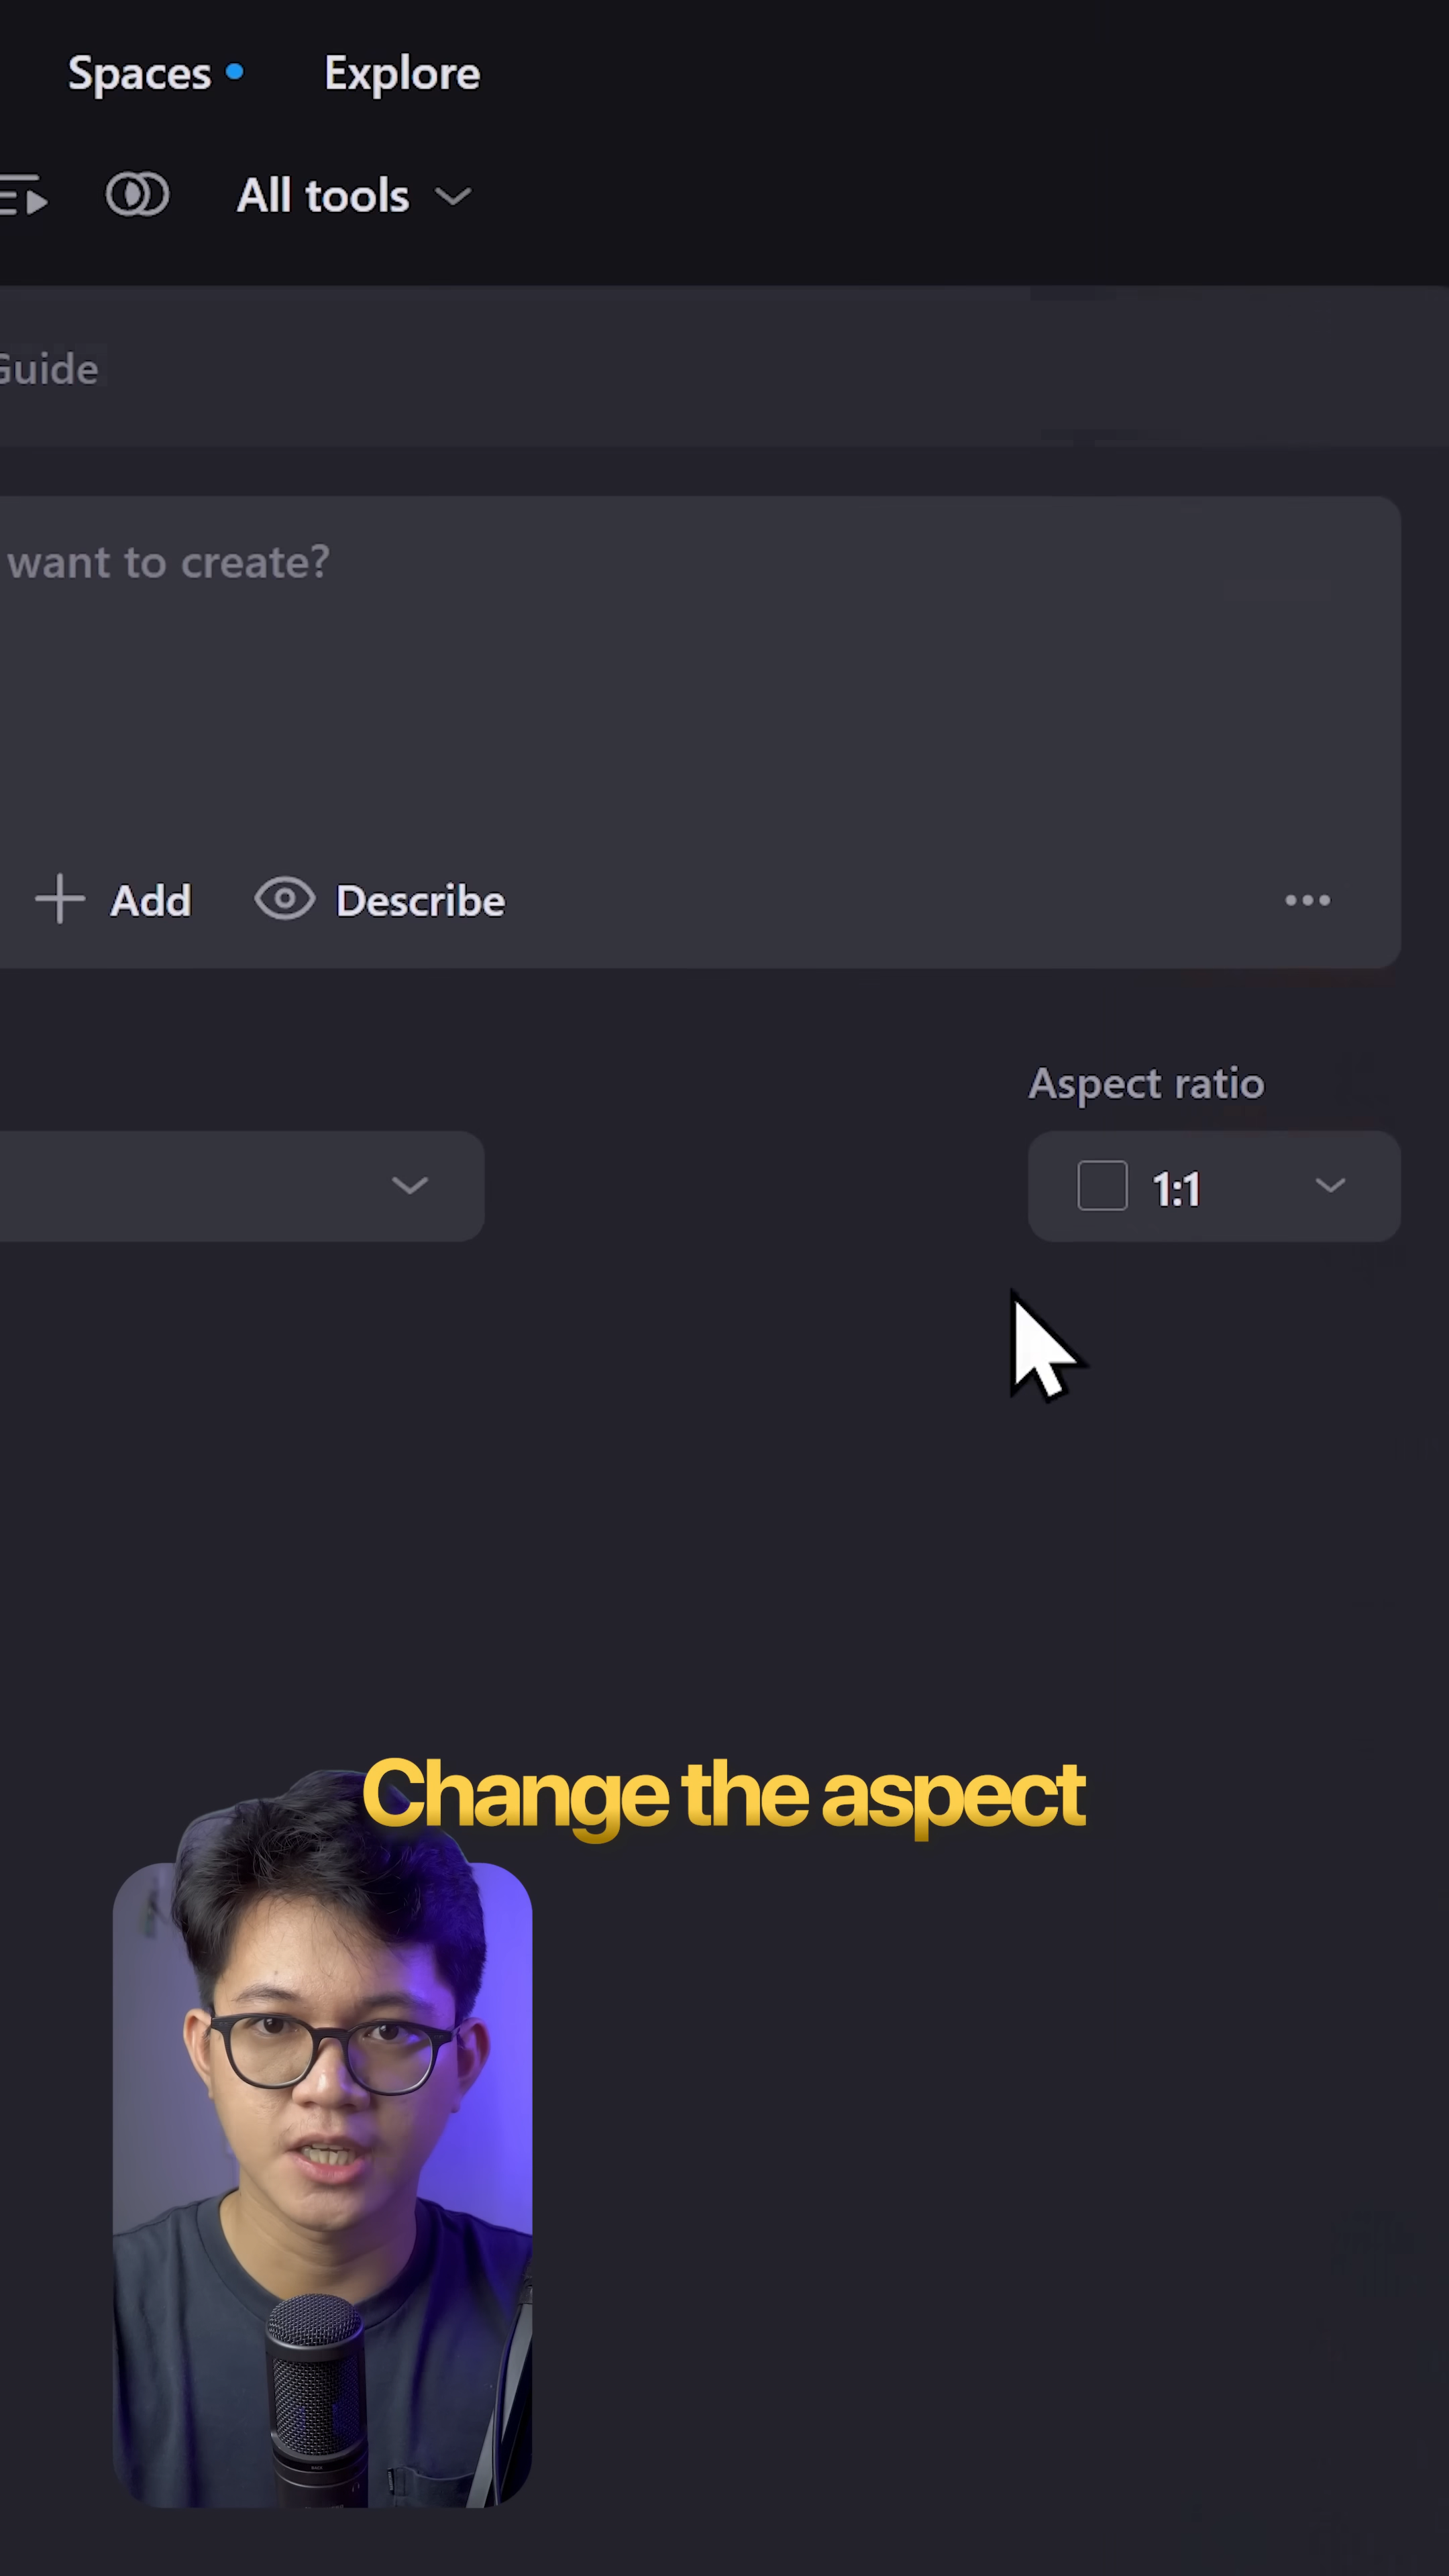 Spaces Explore
All tools
Guide
want to create?
Add Describe
Aspect ratio
1:1
Change the aspect